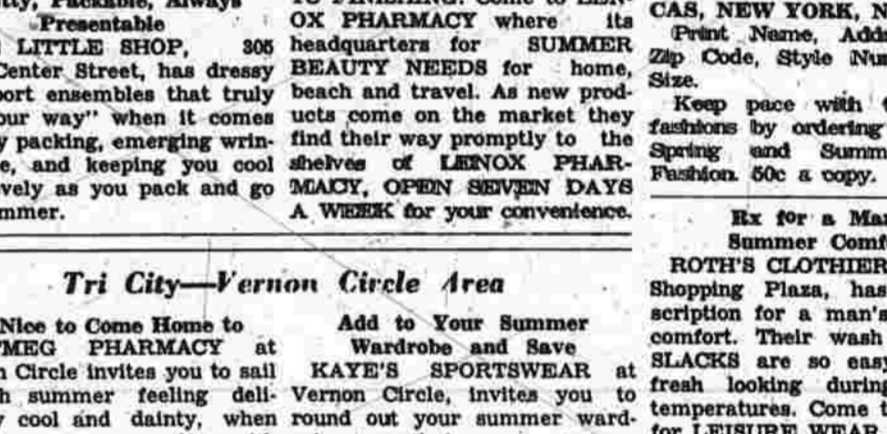 Presentable
LITTLE SHOP, 305
Center Street, has dressy
ort ensembles that truly
our way" when it comes
y packing, emerging wrin-
e, and keeping you cool
vely as you pack and go
mmer.
OX PHARMACY where its
headquarters for SUMMER
BEAUTY NEEDS for home,
beach and travel. As new prod-
ucts come on the market they
find their way promptly to the
shelves of LENOX PHAR-
MACY, OPEN SEVEN DAYS
A WEEK for your convenience.
Tri City—Vernon Circle Area
Nice to Come Home to
MEG PHARMACY at
n Circle invites you to sail
h summer feeling deli-
y cool and dainty, when
Add to Your Summer
Wardrobe and Save
KAYE'S SPORTSWEAR at
Vernon Circle, invites you to
round out your summer ward-
CAS, NEW YORK, N
Print Name, Add
Zip Code, Style Nu
Size.
Keep pace with
fashions by ordering
Spring and Summ
Fashion. 50c a copy.
Rx for a Ma
Summer Comf
ROTH'S CLOTHIER
Shopping Plaza, has
scription for a man's
comfort. Their wash
SLACKS are so eas
fresh looking during
temperatures. Come t
for LEISURE WEAR